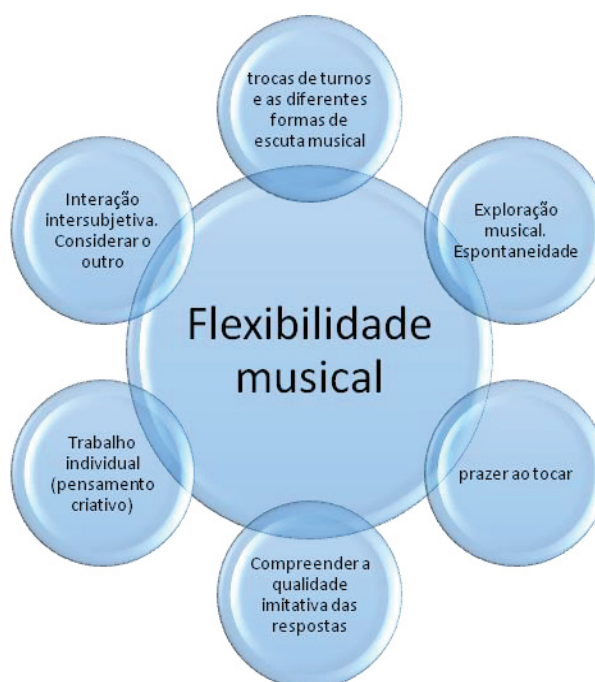 trocas de turnos
e as diferentes
formas de
escuta musical
Interação
intersubjetiva.
Considerar o
outro
Exploração
musical.
Espontaneidade
Flexibilidade
musical
Trabalho
individual
(pensamento
criativo)
prazer ao tocar
Compreender a
qualidade
imitativa das
respostas